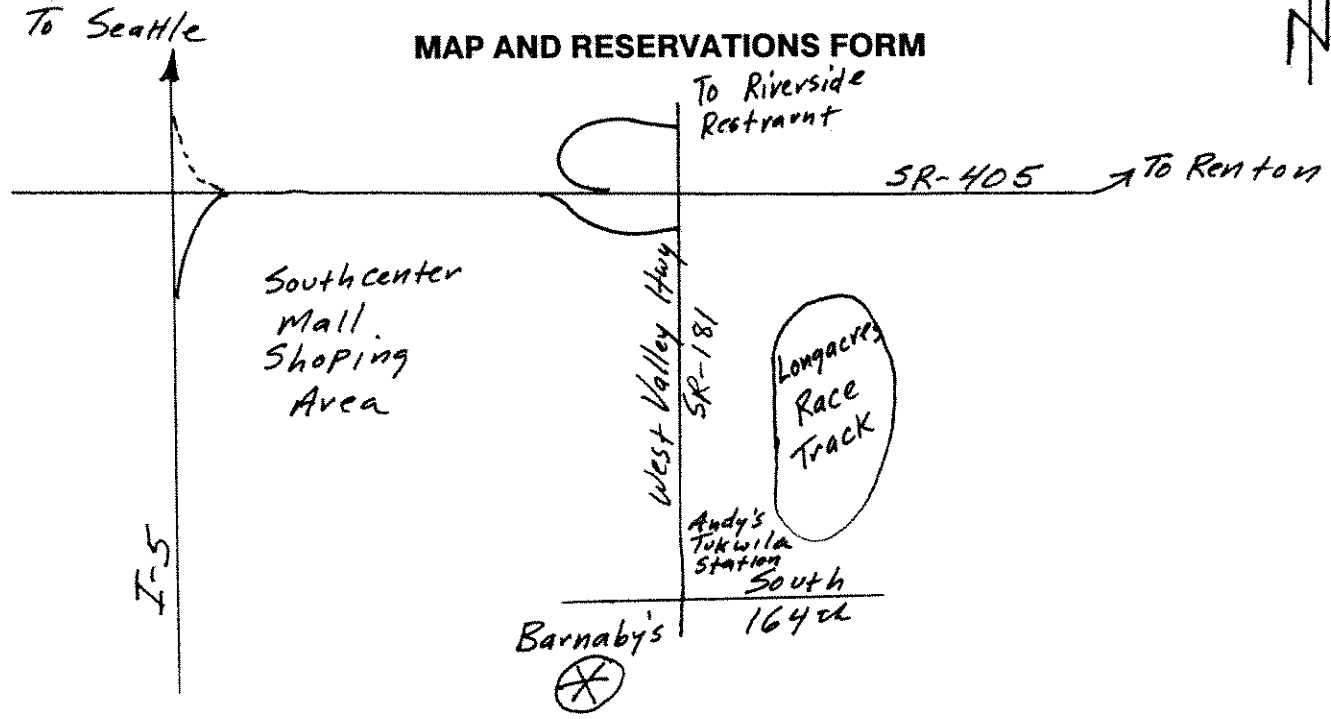 To Seattle
MAP AND RESERVATIONS FORM
N
To Riverside
Restraunt
SR-405
To Renton
Southcenter
Mall
Shoping
Area
West Valley Hwy
SR-181
Longacres
Race
Track
I-5
Andy's
Tukwila
Station
South
164th
Barnaby's